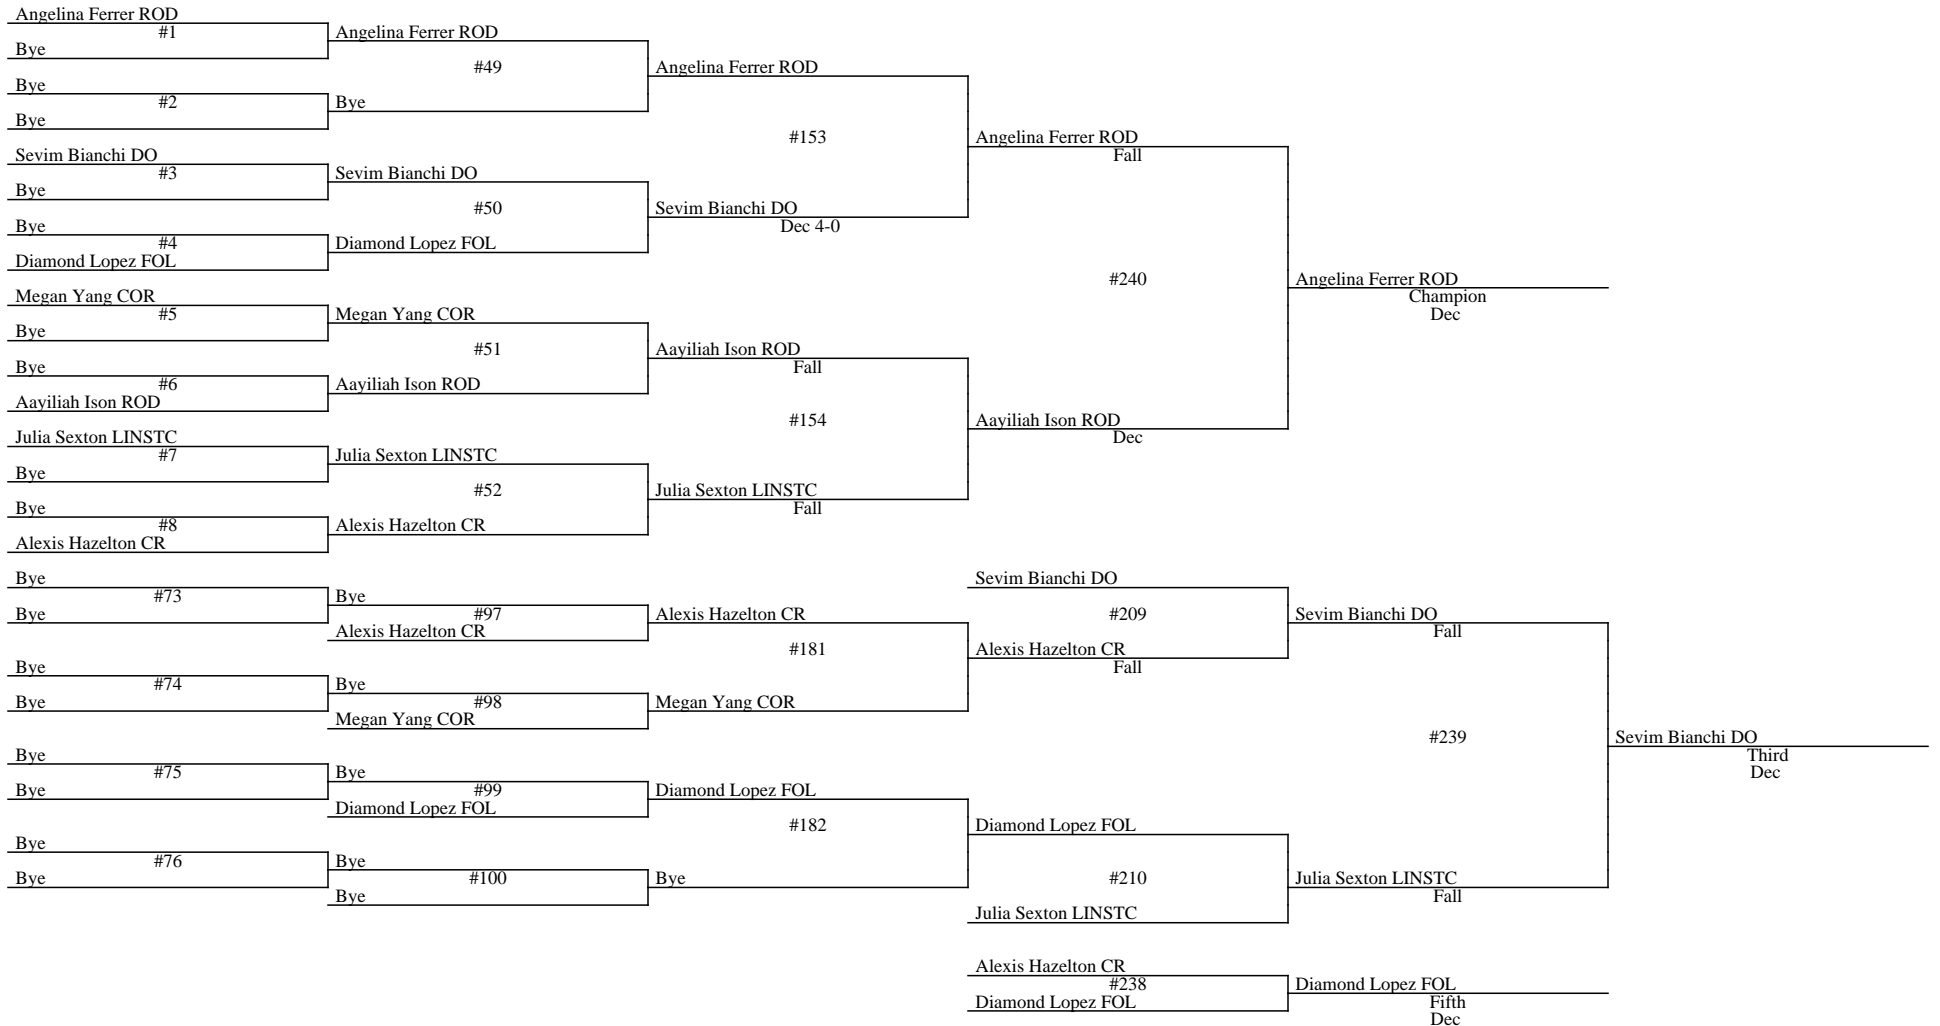 Angelina Ferrer ROD
#1
Bye
Angelina Ferrer ROD
#49
Bye
#2
Bye
Bye
Angelina Ferrer ROD
#153
Sevim Bianchi DO
#3
Bye
Sevim Bianchi DO
#50
Bye
#4
Diamond Lopez FOL
Diamond Lopez FOL
Sevim Bianchi DO
Dec 4-0
Angelina Ferrer ROD
Fall
#240
Megan Yang COR
#5
Bye
Megan Yang COR
#51
Bye
#6
Aayiliah Ison ROD
Aayiliah Ison ROD
Aayiliah Ison ROD
Fall
#154
Julia Sexton LINSTC
#7
Bye
Julia Sexton LINSTC
#52
Bye
#8
Alexis Hazelton CR
Alexis Hazelton CR
Julia Sexton LINSTC
Fall
Aayiliah Ison ROD
Dec
Angelina Ferrer ROD
Champion
Dec
Bye
#73
Bye
Bye
#97
Alexis Hazelton CR
Alexis Hazelton CR
#181
Bye
#74
Bye
Bye
#98
Megan Yang COR
Megan Yang COR
Sevim Bianchi DO
#209
Alexis Hazelton CR
Fall
Sevim Bianchi DO
Fall
#239
Bye
#75
Bye
Bye
#99
Diamond Lopez FOL
Diamond Lopez FOL
#182
Bye
#76
Bye
Bye
#100
Bye
Bye
Diamond Lopez FOL
#210
Julia Sexton LINSTC
Julia Sexton LINSTC
Fall
Sevim Bianchi DO
Third
Dec
Alexis Hazelton CR
#238
Diamond Lopez FOL
Diamond Lopez FOL
Fifth
Dec